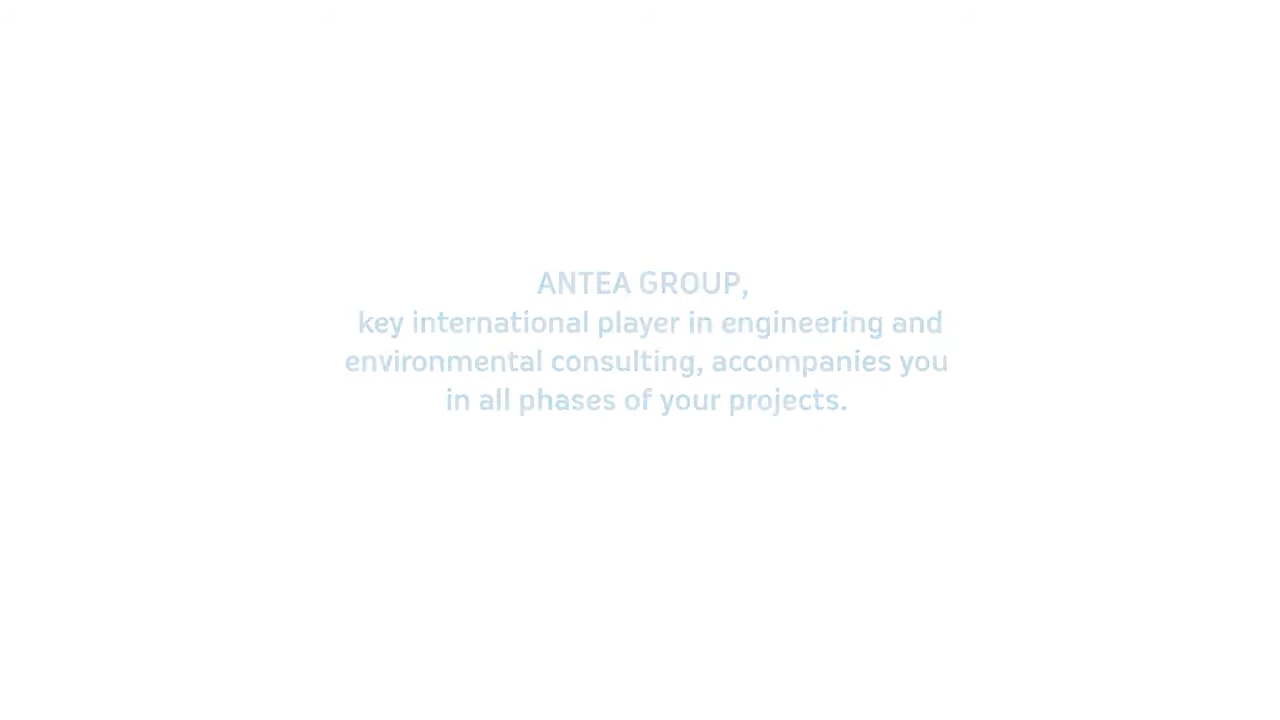 ANTEA GROUP,
key international player in engineering and
environmental consulting, accompanies you
in all phases of your projects.